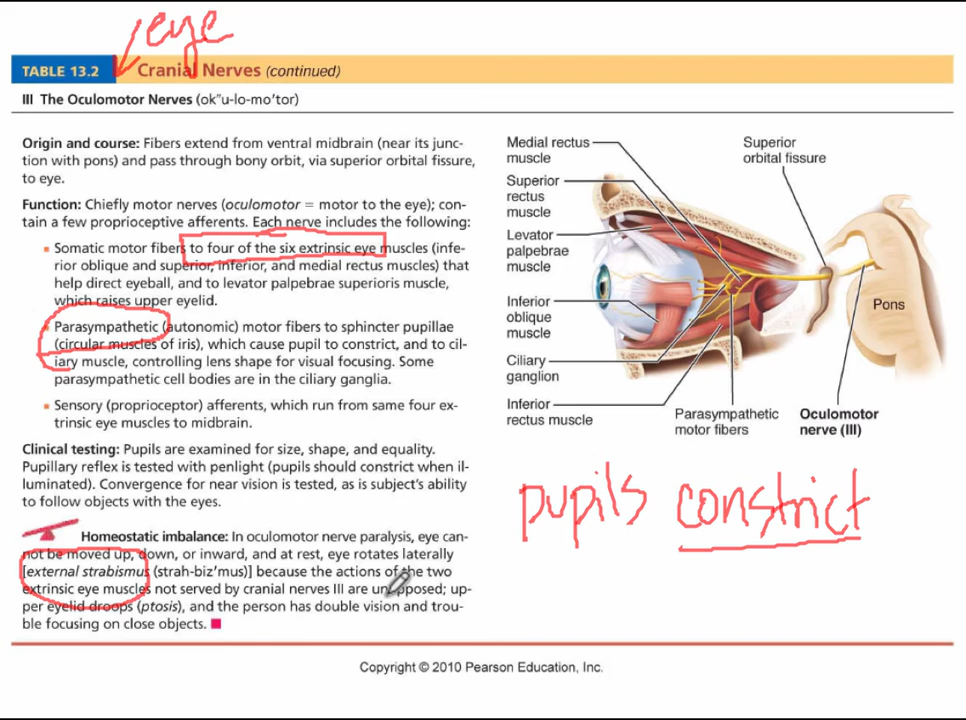 eye
TABLE 13.2 Cranial Nerves (continued)
III The Oculomotor Nerves (ok"u-lo-mo'tor)
Origin and course: Fibers extend from ventral midbrain (near its junc-
tion with pons) and pass through bony orbit, via superior orbital fissure,
to eye.
Function: Chiefly motor nerves (oculomotor = motor to the eye); con-
tain a few proprioceptive afferents. Each nerve includes the following:
▪ Somatic motor fibers to four of the six extrinsic eye muscles (infe-
rior oblique and superior, inferior, and medial rectus muscles) that
help direct eyeball, and to levator palpebrae superioris muscle,
which raises upper eyelid.
▪ Parasympathetic (autonomic) motor fibers to sphincter pupillae
(circular muscles of iris), which cause pupil to constrict, and to cil-
iary muscle, controlling lens shape for visual focusing. Some
parasympathetic cell bodies are in the ciliary ganglia.
▪ Sensory (proprioceptor) afferents, which run from same four ex-
trinsic eye muscles to midbrain.
Clinical testing: Pupils are examined for size, shape, and equality.
Pupillary reflex is tested with penlight (pupils should constrict when il-
luminated). Convergence for near vision is tested, as is subject's ability
to follow objects with the eyes.
Homeostatic imbalance: In oculomotor nerve paralysis, eye can-
not be moved up, down, or inward, and at rest, eye rotates laterally
[external strabismus (strah-biz'mus)] because the actions of the two
extrinsic eye muscles not served by cranial nerves III are unopposed; up-
per eyelid droops (ptosis), and the person has double vision and trou-
ble focusing on close objects. ■
Medial rectus
muscle
Superior
rectus
muscle
Levator
palpebrae
muscle
Inferior
oblique
muscle
Ciliary
ganglion
Inferior
rectus muscle
Superior
orbital fissure
Pons
Parasympathetic
motor fibers
Oculomotor
nerve (III)
pupils constrict
Copyright © 2010 Pearson Education, Inc.